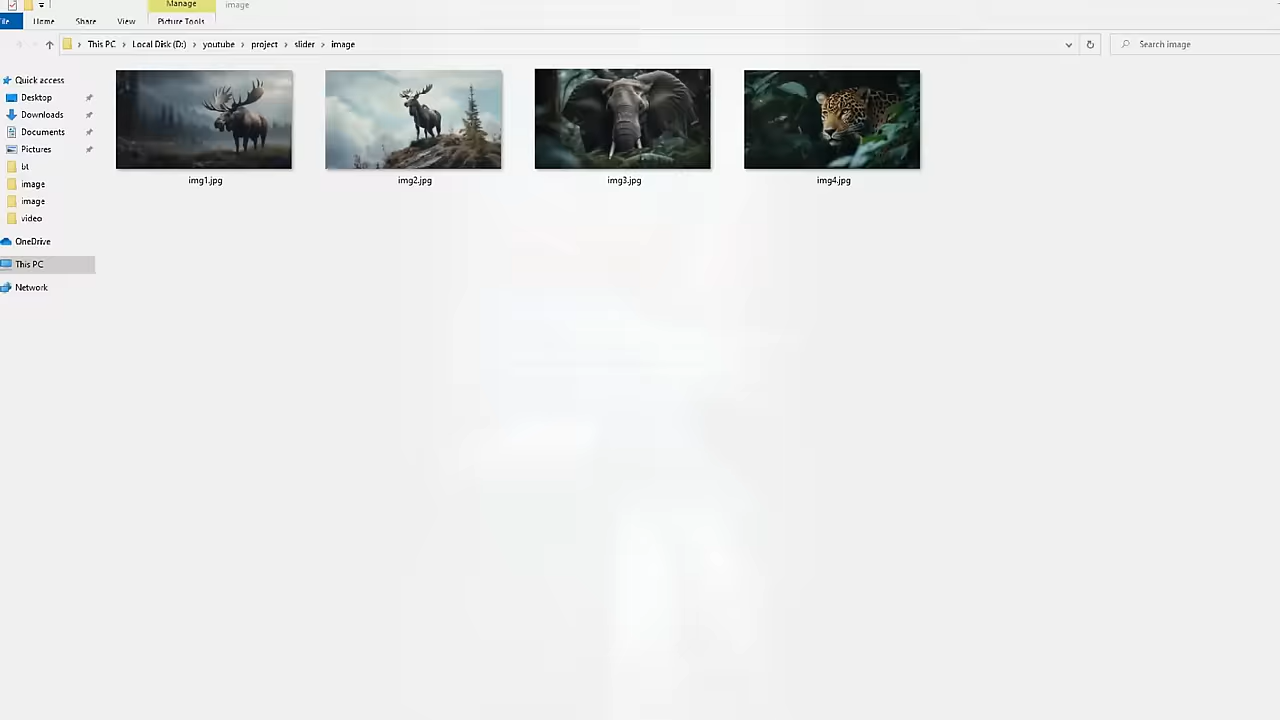 Manage
image
File
Home
Share
View
Picture Tools
This PC
Local Disk (D:)
youtube
project
slider
image
Search image
Quick access
Desktop
Downloads
Documents
Pictures
bt
image
image
video
OneDrive
This PC
Network
img1.jpg
img2.jpg
img3.jpg
img4.jpg